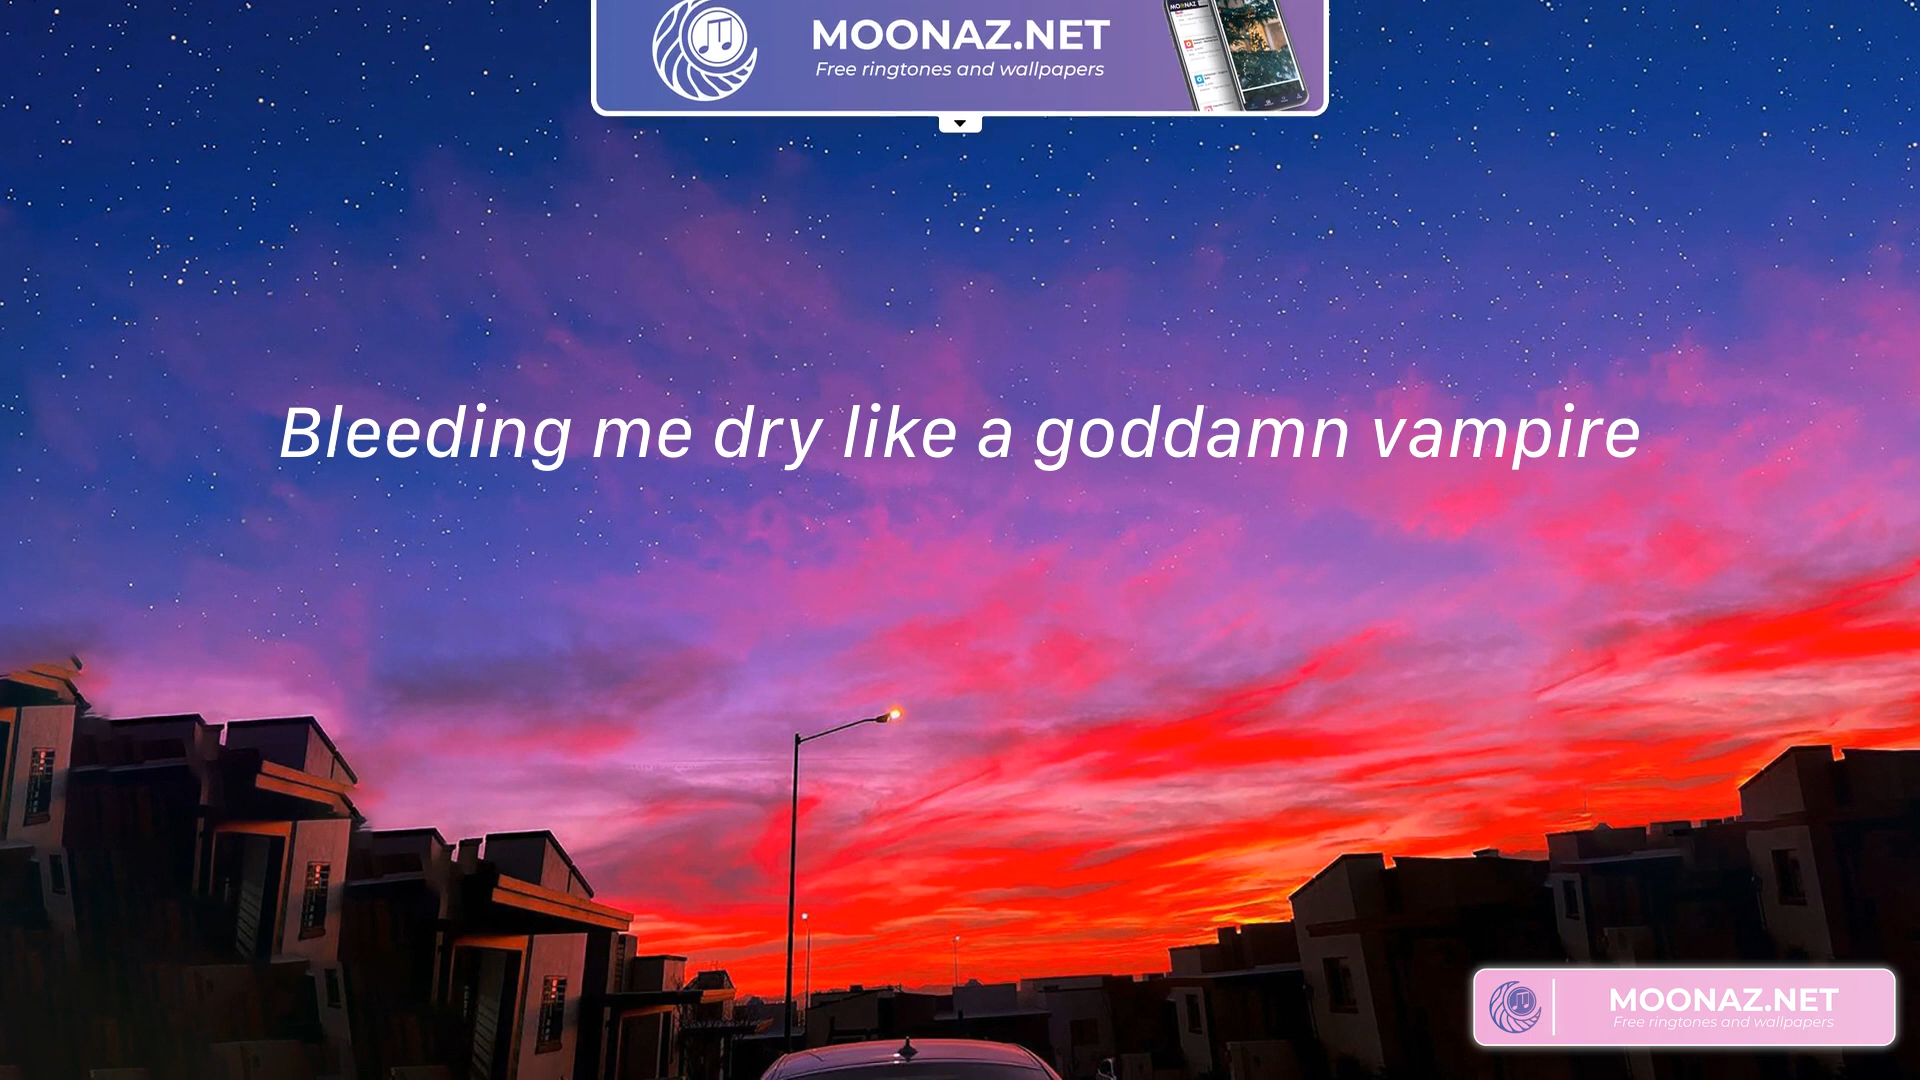 MOONAZ.NET
Free ringtones and wallpapers
Bleeding me dry like a goddamn vampire
MOONAZ.NET
Free ringtones and wallpapers